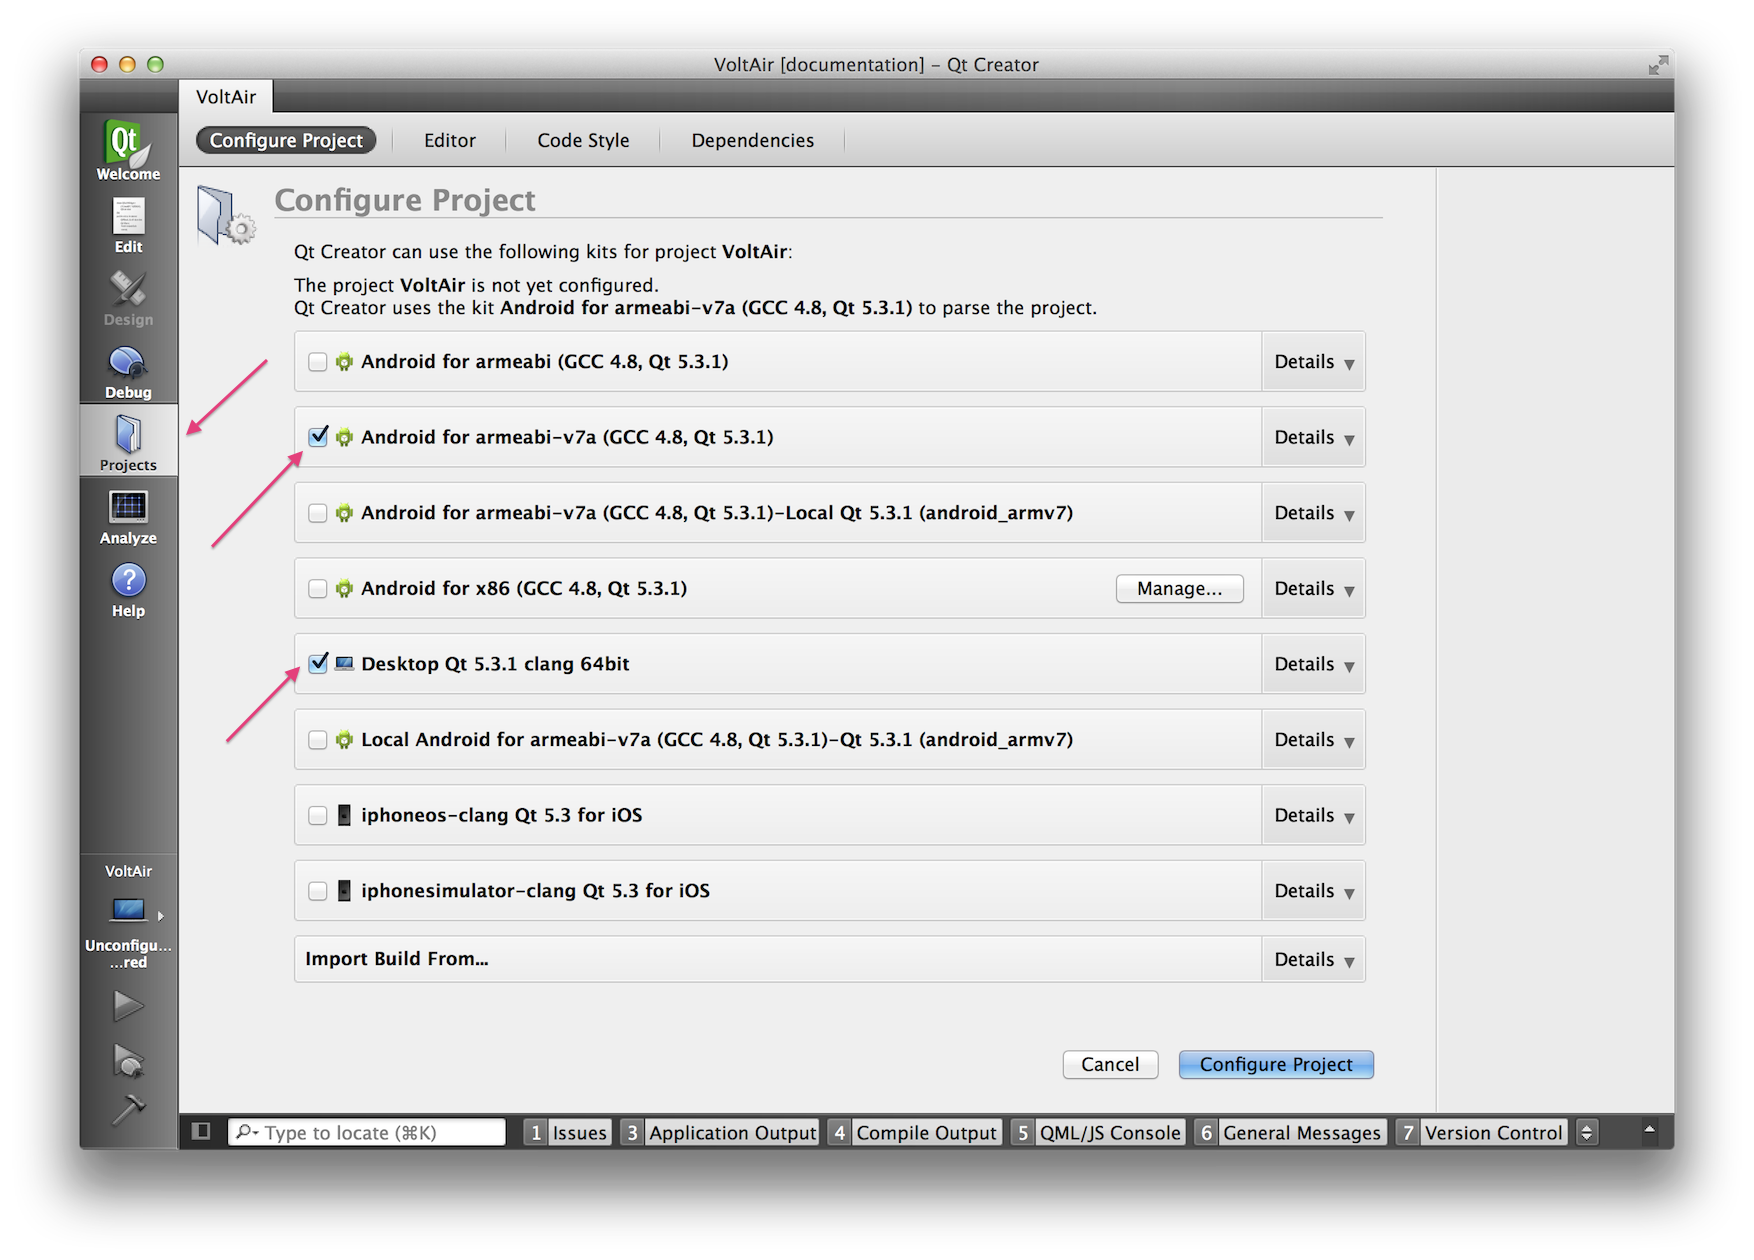 VoltAir [documentation] – Qt Creator
VoltAir
Configure Project
Editor
Code Style
Dependencies
Qt
Welcome
Edit
Design
Debug
Projects
Analyze
?
Help
Configure Project
Qt Creator can use the following kits for project VoltAir:
The project VoltAir is not yet configured.
Qt Creator uses the kit Android for armeabi-v7a (GCC 4.8, Qt 5.3.1) to parse the project.
Android for armeabi (GCC 4.8, Qt 5.3.1) Details
Android for armeabi-v7a (GCC 4.8, Qt 5.3.1) Details
Android for armeabi-v7a (GCC 4.8, Qt 5.3.1)-Local Qt 5.3.1 (android_armv7) Details
Android for x86 (GCC 4.8, Qt 5.3.1) Manage... Details
Desktop Qt 5.3.1 clang 64bit Details
Local Android for armeabi-v7a (GCC 4.8, Qt 5.3.1)-Qt 5.3.1 (android_armv7) Details
iphoneos-clang Qt 5.3 for iOS Details
iphonesimulator-clang Qt 5.3 for iOS Details
Import Build From... Details
Cancel
Configure Project
VoltAir
Unconfigu...
...red
Type to locate (⌘K)
1 Issues
3 Application Output
4 Compile Output
5 QML/JS Console
6 General Messages
7 Version Control